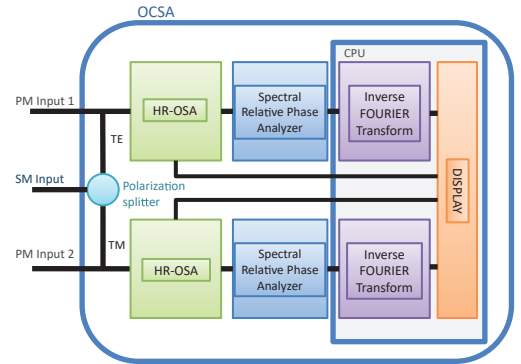 OCSA
CPU
PM Input 1
HR-OSA
Spectral
Relative Phase
Analyzer
Inverse
FOURIER
Transform
TE
SM Input
Polarization
splitter
DISPLAY
TM
PM Input 2
HR-OSA
Spectral
Relative Phase
Analyzer
Inverse
FOURIER
Transform